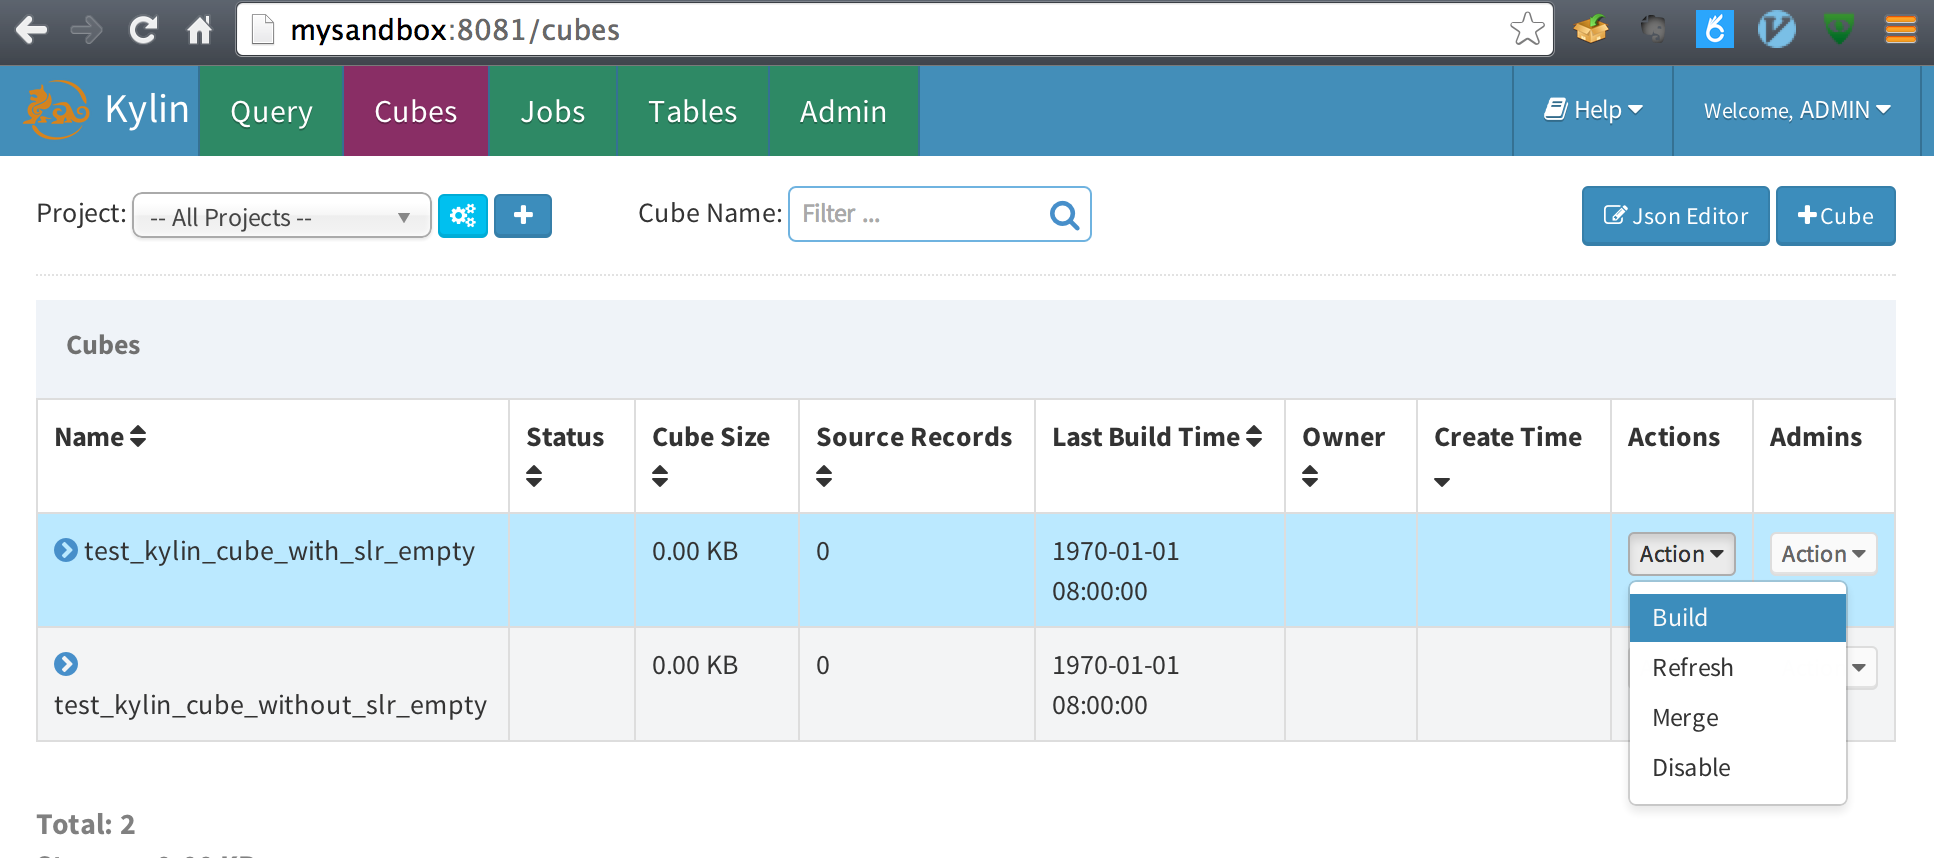 mysandbox:8081/cubes
Kylin Query Cubes Jobs Tables Admin Help Welcome, ADMIN
Project: -- All Projects -- Cube Name: Filter ... Json Editor Cube
Cubes
Name Status Cube Size Source Records Last Build Time Owner Create Time Actions Admins
test_kylin_cube_with_slr_empty 0.00 KB 0 1970-01-01 Action Action
08:00:00
Build
0.00 KB 0 1970-01-01 Refresh
test_kylin_cube_without_slr_empty 08:00:00 Merge
Disable
Total: 2